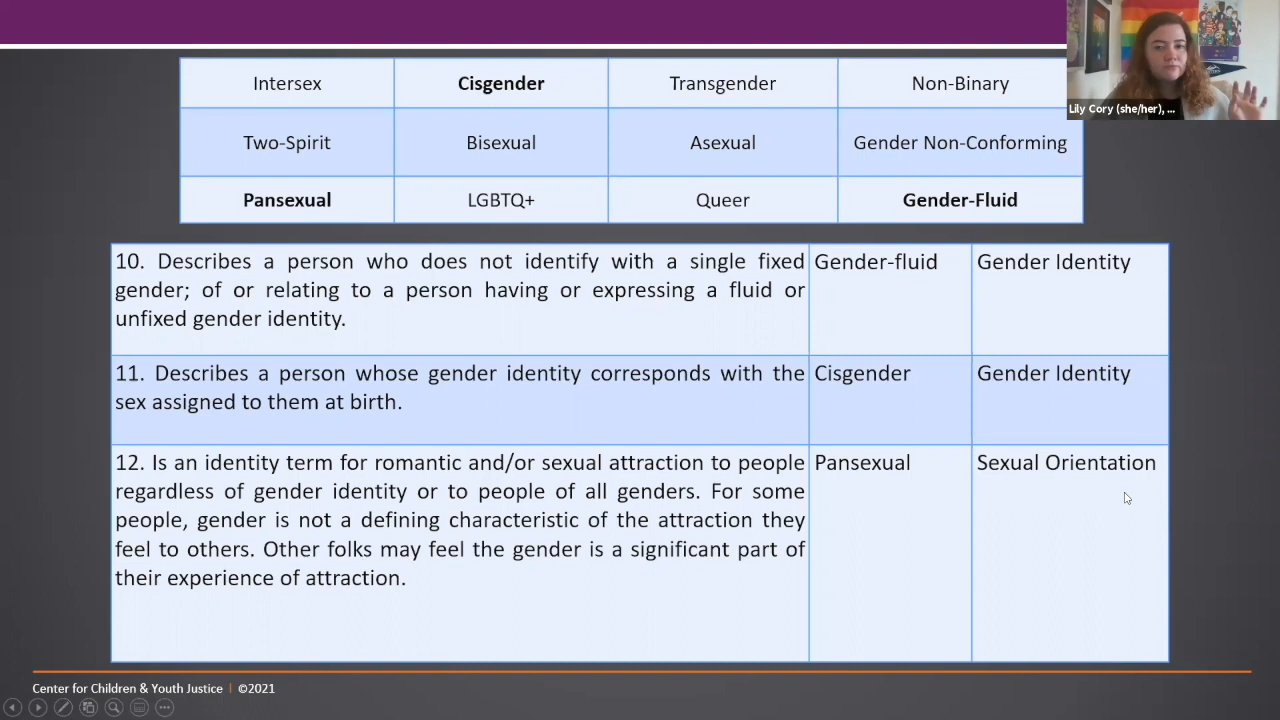 Intersex Cisgender Transgender Non-Binary
Lily Cory (she/her), ...
Two-Spirit Bisexual Asexual Gender Non-Conforming
Pansexual LGBTQ+ Queer Gender-Fluid
10. Describes a person who does not identify with a single fixed Gender-fluid Gender Identity
gender; of or relating to a person having or expressing a fluid or
unfixed gender identity.
11. Describes a person whose gender identity corresponds with the Cisgender Gender Identity
sex assigned to them at birth.
12. Is an identity term for romantic and/or sexual attraction to people Pansexual Sexual Orientation
regardless of gender identity or to people of all genders. For some
people, gender is not a defining characteristic of the attraction they
feel to others. Other folks may feel the gender is a significant part of
their experience of attraction.
Center for Children & Youth Justice | ©2021